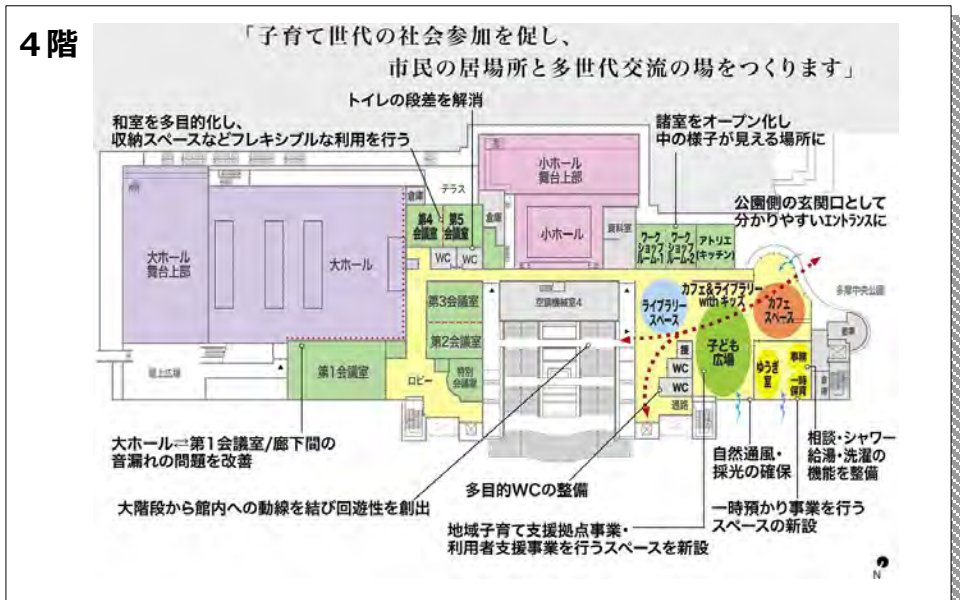 4階
「子育て世代の社会参加を促し、
市民の居場所と多世代交流の場をつくります」
トイレの段差を解消
和室を多目的化し、
収納スペースなどフレキシブルな利用を行う
諸室をオープン化し
中の様子が見える場所に
公園側の玄関口として
分かりやすいエントランスに
大ホール
舞台上部
大ホール
倉庫
テラス
第4
会議室
第5
会議室
倉庫
WC
WC
小ホール
舞台上部
小ホール
資料室
ワーク
ショップ
ルーム-1
ワーク
ショップ
ルーム-2
アトリエ
(キッチン)
多摩中央公園
第3会議室
第2会議室
特別
会議室
第1会議室
ロビー
屋上広場
空調機械室4
カフェ&ライブラリー
with キッズ
ライブラリー
スペース
カフェ
スペース
子ども
広場
授
WC
WC
通路
ゆうぎ
室
事務
一時
保育
倉庫
倉庫
大ホール⇄第1会議室/廊下間の
音漏れの問題を改善
大階段から館内への動線を結び回遊性を創出
多目的WCの整備
地域子育て支援拠点事業・
利用者支援事業を行うスペースを新設
自然通風・
採光の確保
相談・シャワー
給湯・洗濯の
機能を整備
一時預かり事業を行う
スペースの新設
N